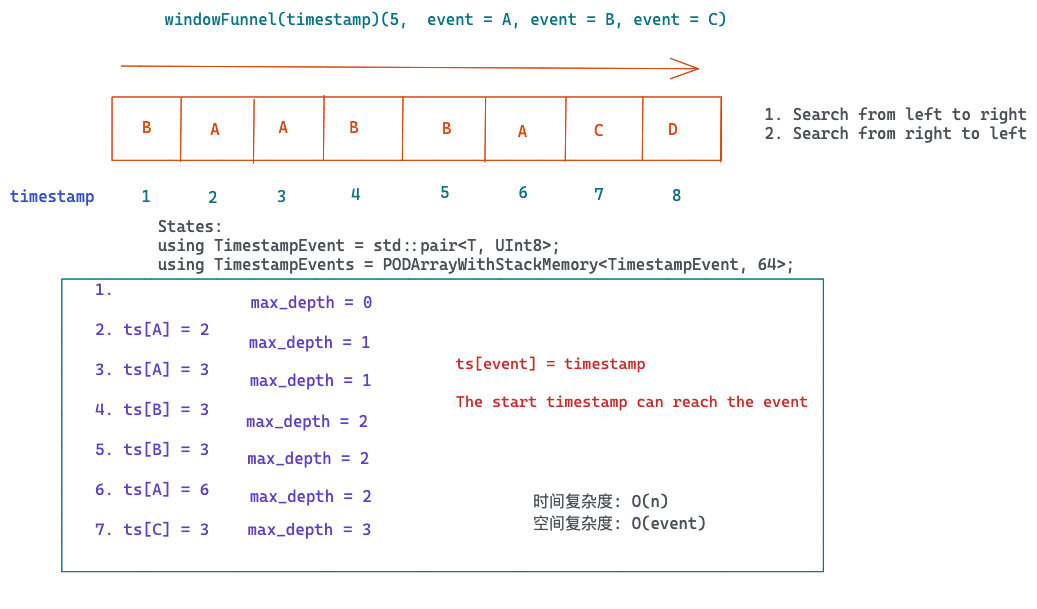 windowFunnel(timestamp)(5,  event = A, event = B, event = C)
B A A B B A C D
1. Search from left to right
2. Search from right to left
timestamp 1 2 3 4 5 6 7 8
States:
using TimestampEvent = std::pair<T, UInt8>;
using TimestampEvents = PODArrayWithStackMemory<TimestampEvent, 64>;
1. max_depth = 0
2. ts[A] = 2 max_depth = 1
3. ts[A] = 3 max_depth = 1
4. ts[B] = 3 max_depth = 2
5. ts[B] = 3 max_depth = 2
6. ts[A] = 6 max_depth = 2
7. ts[C] = 3 max_depth = 3
ts[event] = timestamp
The start timestamp can reach the event
时间复杂度: O(n)
空间复杂度: O(event)